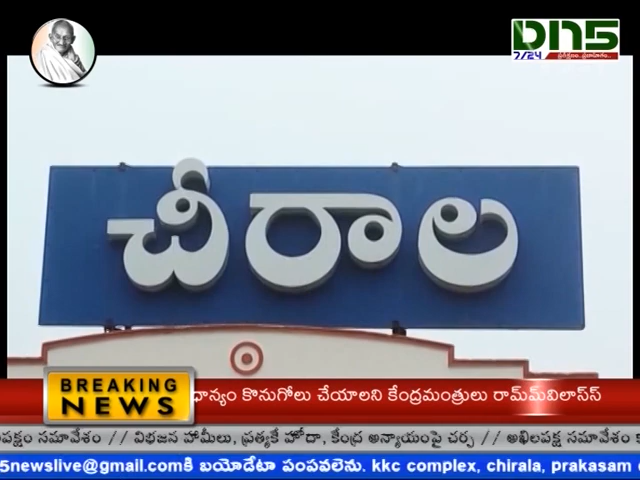 DN5
7/24
చీరాల
BREAKING NEWS
ధాన్యం కొనుగోలు చేయాలని కేంద్రమంత్రులు రామ్‌మ్‌విలాస్‌స్
పక్షం సమావేశం // విభజన హామీలు, ప్రత్యకే హోదా, కేంద్ర అన్యాయంపై చర్చ // అఖిలపక్ష సమావేశం
5newslive@gmail.comకి బయోడేటా పంపవలెను. kkc complex, chirala, prakasam